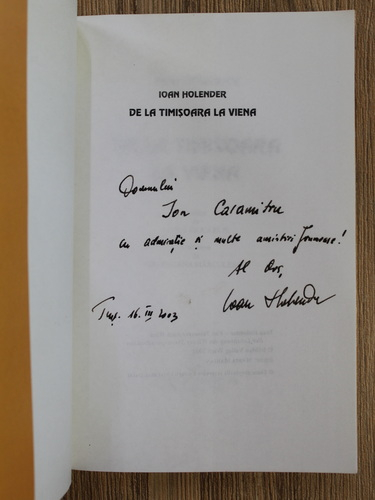 IOAN HOLENDER
DE LA TIMIŞOARA LA VIENA
Domnului
Ion Caramitru
cu admiraţie şi multe amintiri frumoase!
Al Dvs,
Ioan Holender
Tmş. 16. III 2003